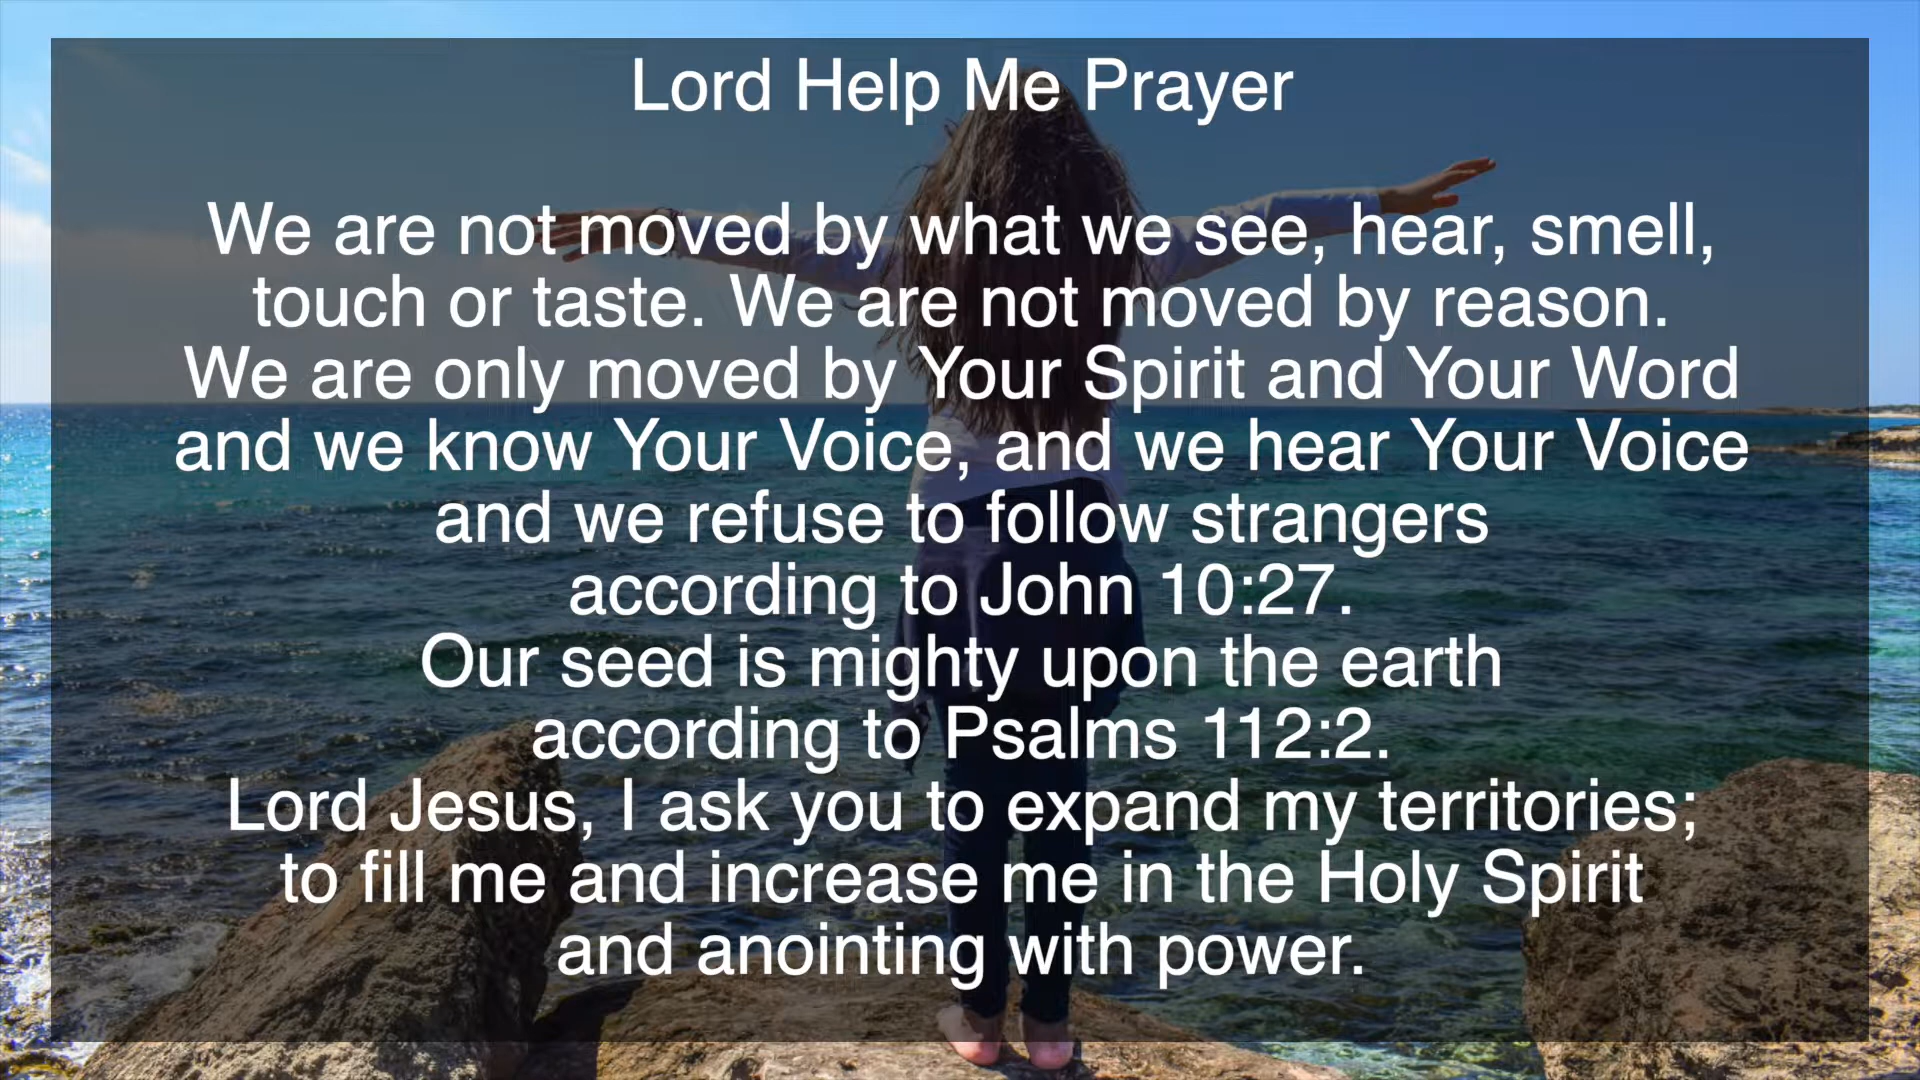 Lord Help Me Prayer
We are not moved by what we see, hear, smell,
touch or taste. We are not moved by reason.
We are only moved by Your Spirit and Your Word
and we know Your Voice, and we hear Your Voice
and we refuse to follow strangers
according to John 10:27.
Our seed is mighty upon the earth
according to Psalms 112:2.
Lord Jesus, I ask you to expand my territories;
to fill me and increase me in the Holy Spirit
and anointing with power.